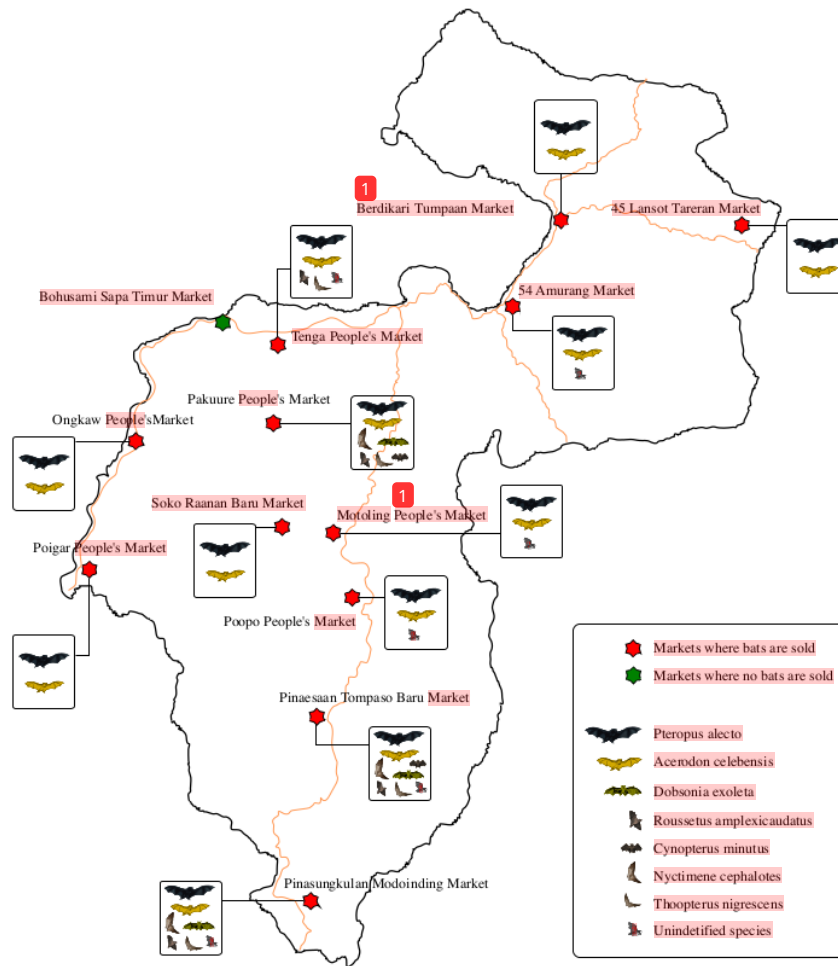 1
Berdikari Tumpaan Market
45 Lansot Tareran Market
Bohusami Sapa Timur Market
54 Amurang Market
Tenga People's Market
Pakuure People's Market
Ongkaw People'sMarket
1
Soko Raanan Baru Market
Motoling People's Market
Poigar People's Market
Poopo People's Market
Pinaesaan Tompaso Baru Market
Pinasungkulan Modoinding Market
Markets where bats are sold
Markets where no bats are sold
Pteropus alecto
Acerodon celebensis
Dobsonia exoleta
Roussetus amplexicaudatus
Cynopterus minutus
Nyctimene cephalotes
Thoopterus nigrescens
Unindetified species